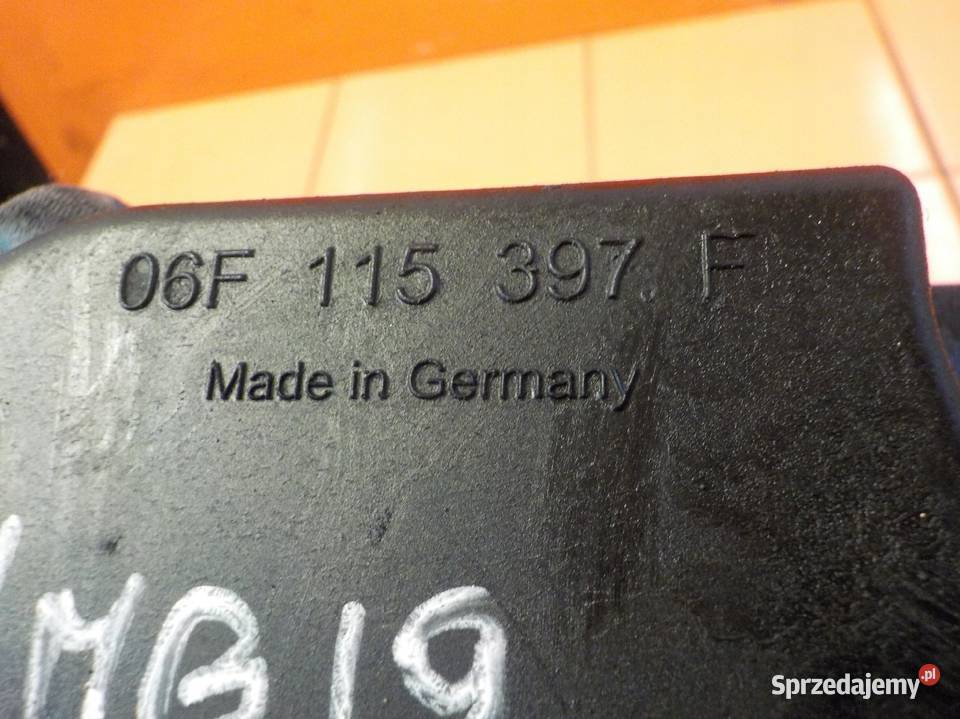 06F 115 397. F
Made in Germany
MB19
Sprzedajemy.pl